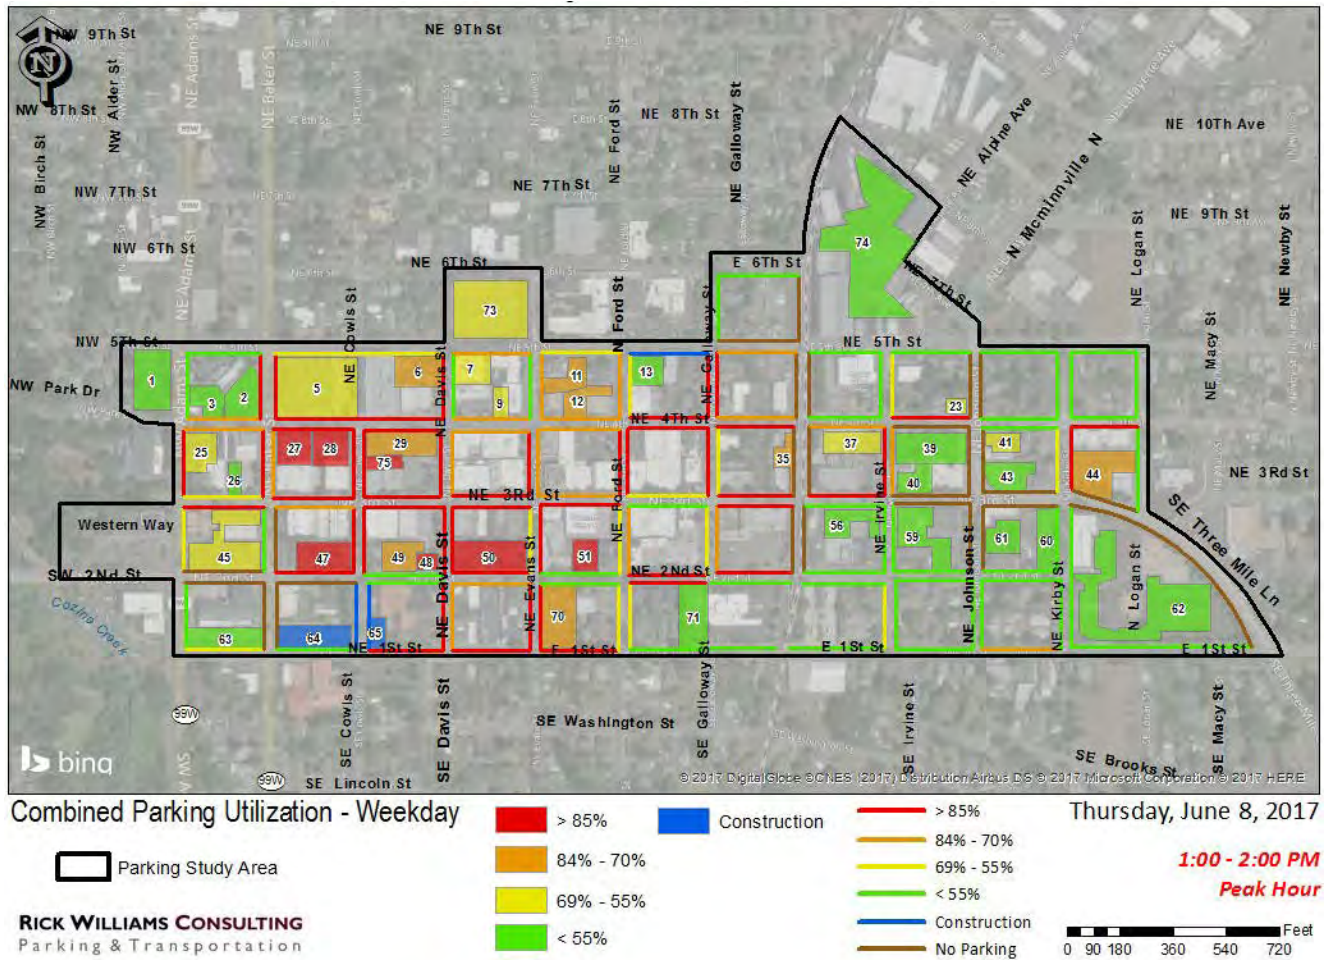 NW 9Th St
NE 9Th St
N
NW 8Th St
NW Alder St
NE Adams St
NE Baker St
NE 8Th St
NE Ford St
NE Galloway St
NE Alpine Ave
NE 10Th Ave
NW Birch St
NW 7Th St
NE 7Th St
N Mcminnville N
NE 9Th St
NE Logan St
NE Newby St
NW 6Th St
NE 6Th St
E 6Th St
74
NE 7Th St
73
NW 5Th St
NE Cowls St
NE Davis St
NE Ford St
NE Galloway St
NE 5Th St
NE Macy St
NW Park Dr
1
3
2
5
6
7
9
11
12
13
23
NE 4Th St
25
26
27
28
29
75
35
37
39
40
41
43
44
NE 3Rd St
NE 3Rd St
NE Ford St
NE Irvine St
SE Three Mile Ln
Western Way
45
47
49
48
50
51
56
59
61
60
62
SW 2Nd St
NE 2Nd St
NE Davis St
NE Evans St
NE Johnson St
NE Kirby St
N Logan St
Cozine Creek
63
64
65
70
71
NE 1St St
E 1St St
E 1St St
E 1St St
99W
SE Cowls St
SE Davis St
SE Washington St
SE Galloway St
SE Irvine St
SE Macy St
SE Brooks St
bing
99W
SE Lincoln St
© 2017 DigitalGlobe ©CNES (2017) Distribution Airbus DS © 2017 Microsoft Corporation © 2017 HERE
Combined Parking Utilization - Weekday
Parking Study Area
RICK WILLIAMS CONSULTING
Parking & Transportation
> 85%
84% - 70%
69% - 55%
< 55%
Construction
> 85%
84% - 70%
69% - 55%
< 55%
Construction
No Parking
Thursday, June 8, 2017
1:00 - 2:00 PM
Peak Hour
Feet
0 90 180 360 540 720